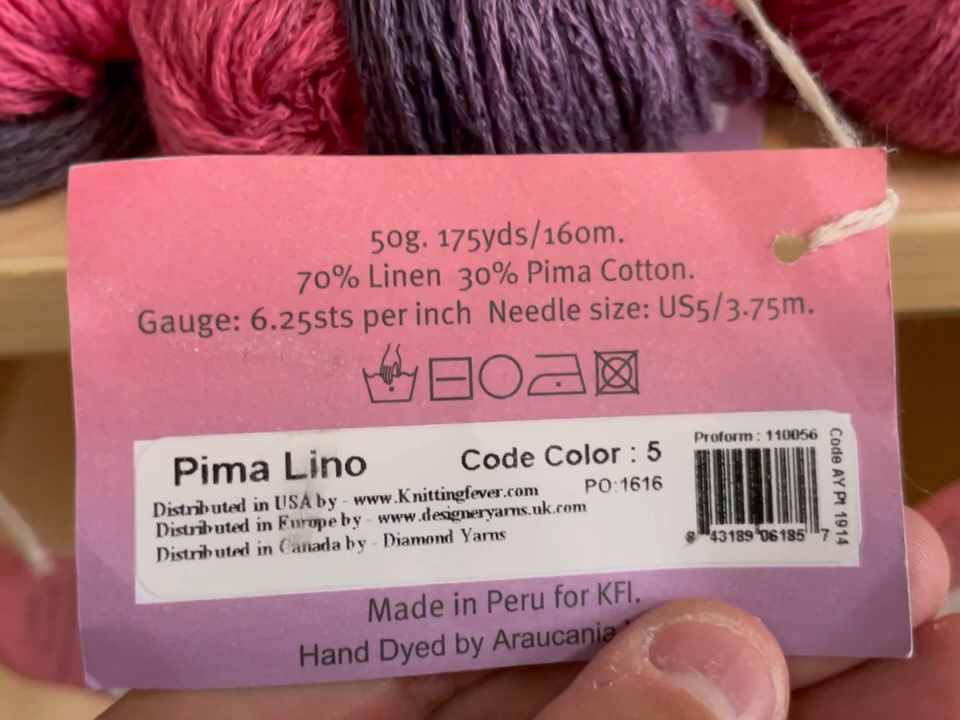 50g. 175yds/160m.
70% Linen 30% Pima Cotton.
Gauge: 6.25sts per inch Needle size: US5/3.75m.
Pima Lino
Code Color : 5
PO:1616
Distributed in USA by - www.Knittingfever.com
Distributed in Europe by - www.designeryarns.uk.com
Distributed in Canada by - Diamond Yarns
Proform : 110056
8 43189 06185 7
Code AY Pt 1914
Made in Peru for KFI.
Hand Dyed by Araucania